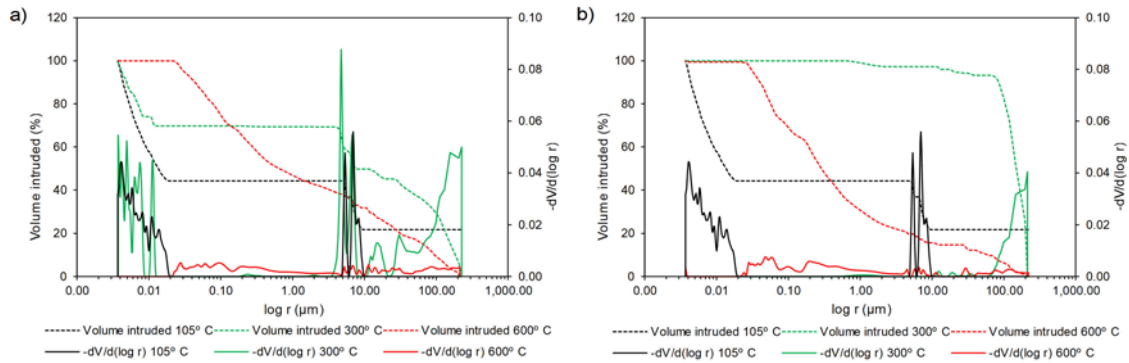 a)
120
100
80
60
40
20
0
Volume intruded (%)
0.10
0.08
0.06
0.04
0.02
0.00
-dV/d(log r)
0.00 0.01 0.10 1.00 10.00 100.00 1,000.00
log r (µm)
Volume intruded 105º C Volume intruded 300º C Volume intruded 600º C
-dV/d(log r) 105º C -dV/d(log r) 300º C -dV/d(log r) 600º C
b)
120
100
80
60
40
20
0
Volume intruded (%)
0.10
0.08
0.06
0.04
0.02
0.00
-dV/d(log r)
0.00 0.01 0.10 1.00 10.00 100.00 1,000.00
log r (µm)
Volume intruded 105º C Volume intruded 300º C Volume intruded 600º C
-dV/d(log r) 105º C -dV/d(log r) 300º C -dV/d(log r) 600º C